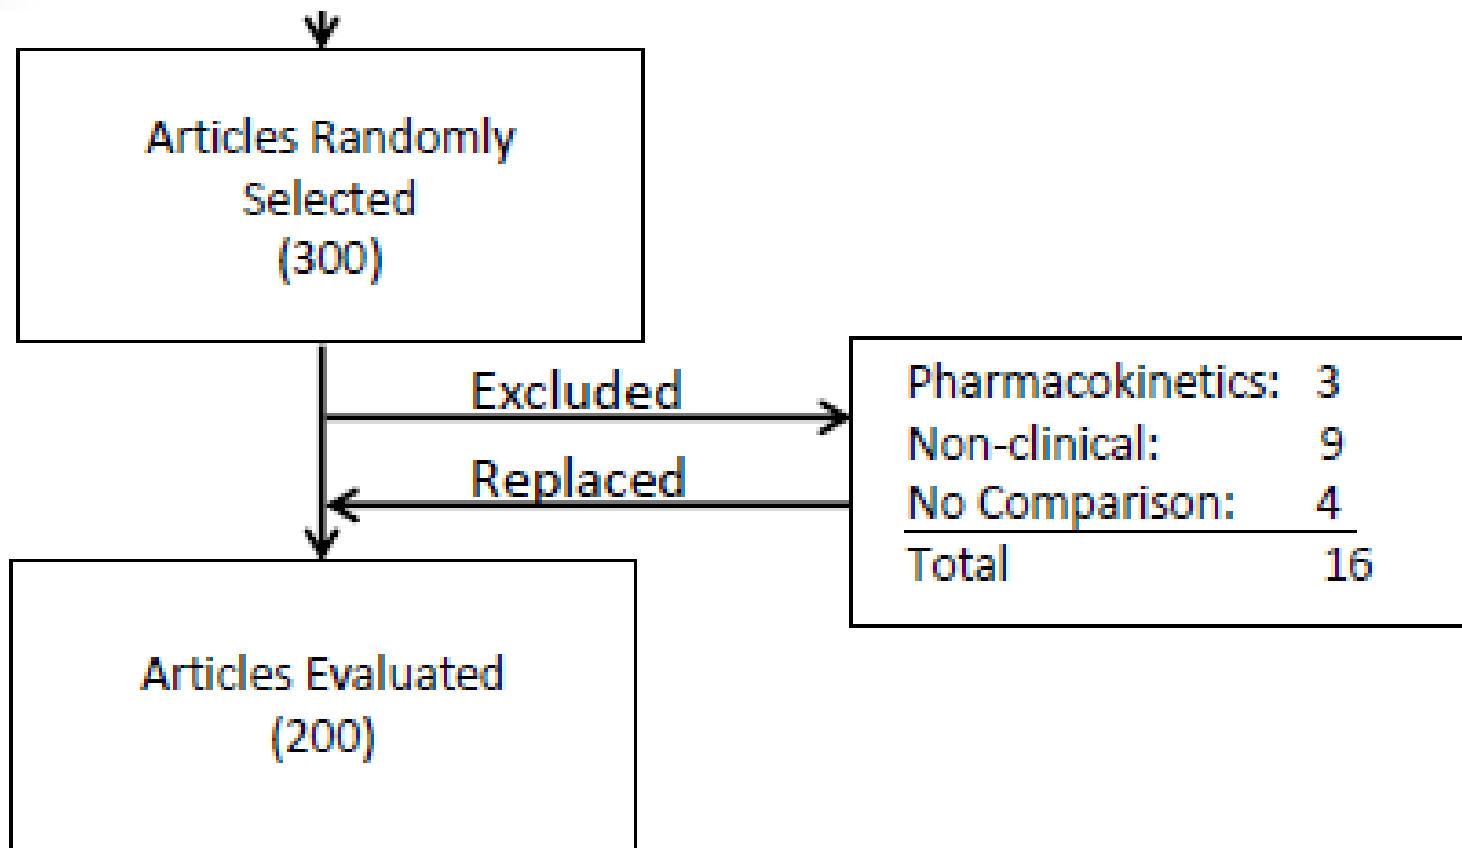 Articles Randomly
Selected
(300)
Excluded
Replaced
Pharmacokinetics: 3
Non-clinical: 9
No Comparison: 4
Total 16
Articles Evaluated
(200)